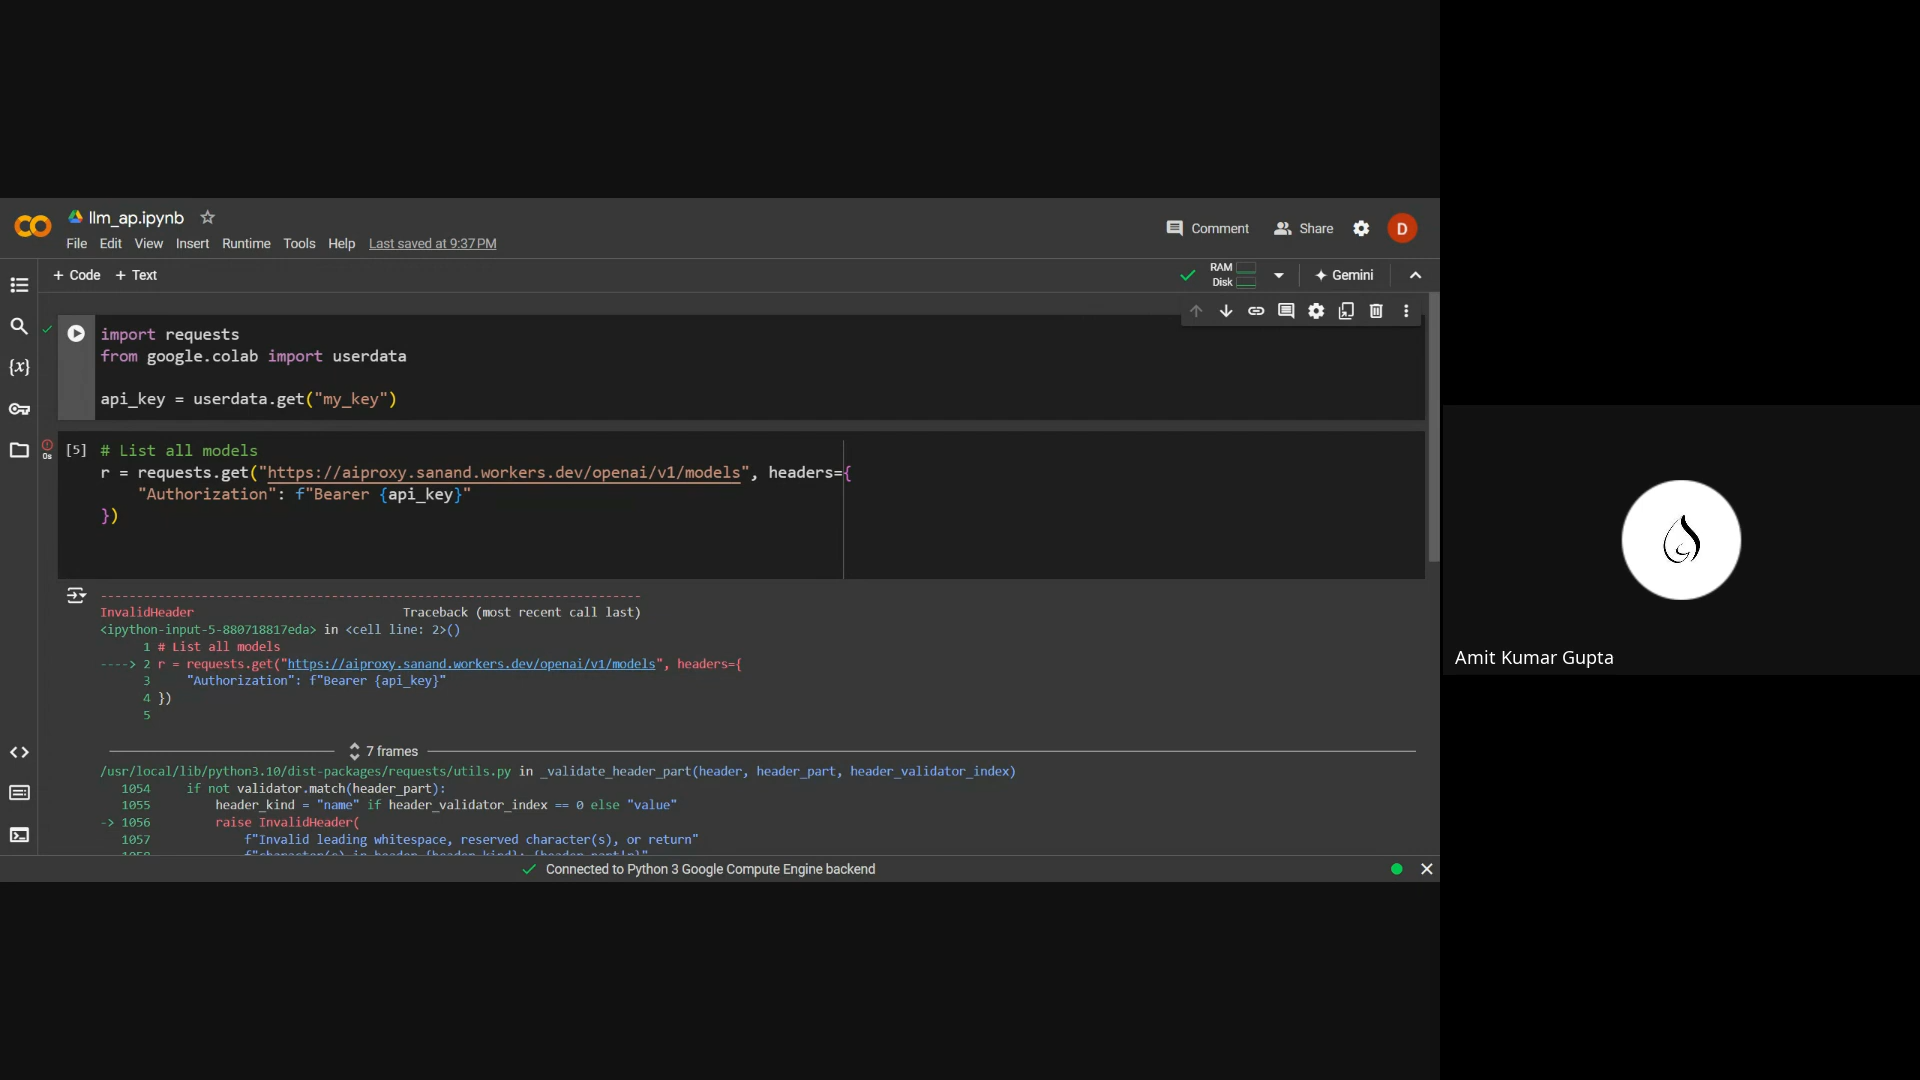 llm_ap.ipynb
File Edit View Insert Runtime Tools Help Last saved at 9:37 PM
Comment Share D
+ Code + Text
RAM
Disk
Gemini
import requests
from google.colab import userdata
api_key = userdata.get("my_key")
[5] # List all models
r = requests.get("https://aiproxy.sanand.workers.dev/openai/v1/models", headers={
"Authorization": f"Bearer {api_key}"
})
0s
---------------------------------------------------------------------------
InvalidHeader Traceback (most recent call last)
<ipython-input-5-880718817eda> in <cell line: 2>()
1 # List all models
----> 2 r = requests.get("https://aiproxy.sanand.workers.dev/openai/v1/models", headers={
3 "Authorization": f"Bearer {api_key}"
4 })
5
7 frames
/usr/local/lib/python3.10/dist-packages/requests/utils.py in _validate_header_part(header, header_part, header_validator_index)
1054 if not validator.match(header_part):
1055 header_kind = "name" if header_validator_index == 0 else "value"
-> 1056 raise InvalidHeader(
1057 f"Invalid leading whitespace, reserved character(s), or return"
1058 f"character(s) in header {header_kind}: {header_part!r}"
Connected to Python 3 Google Compute Engine backend
Amit Kumar Gupta